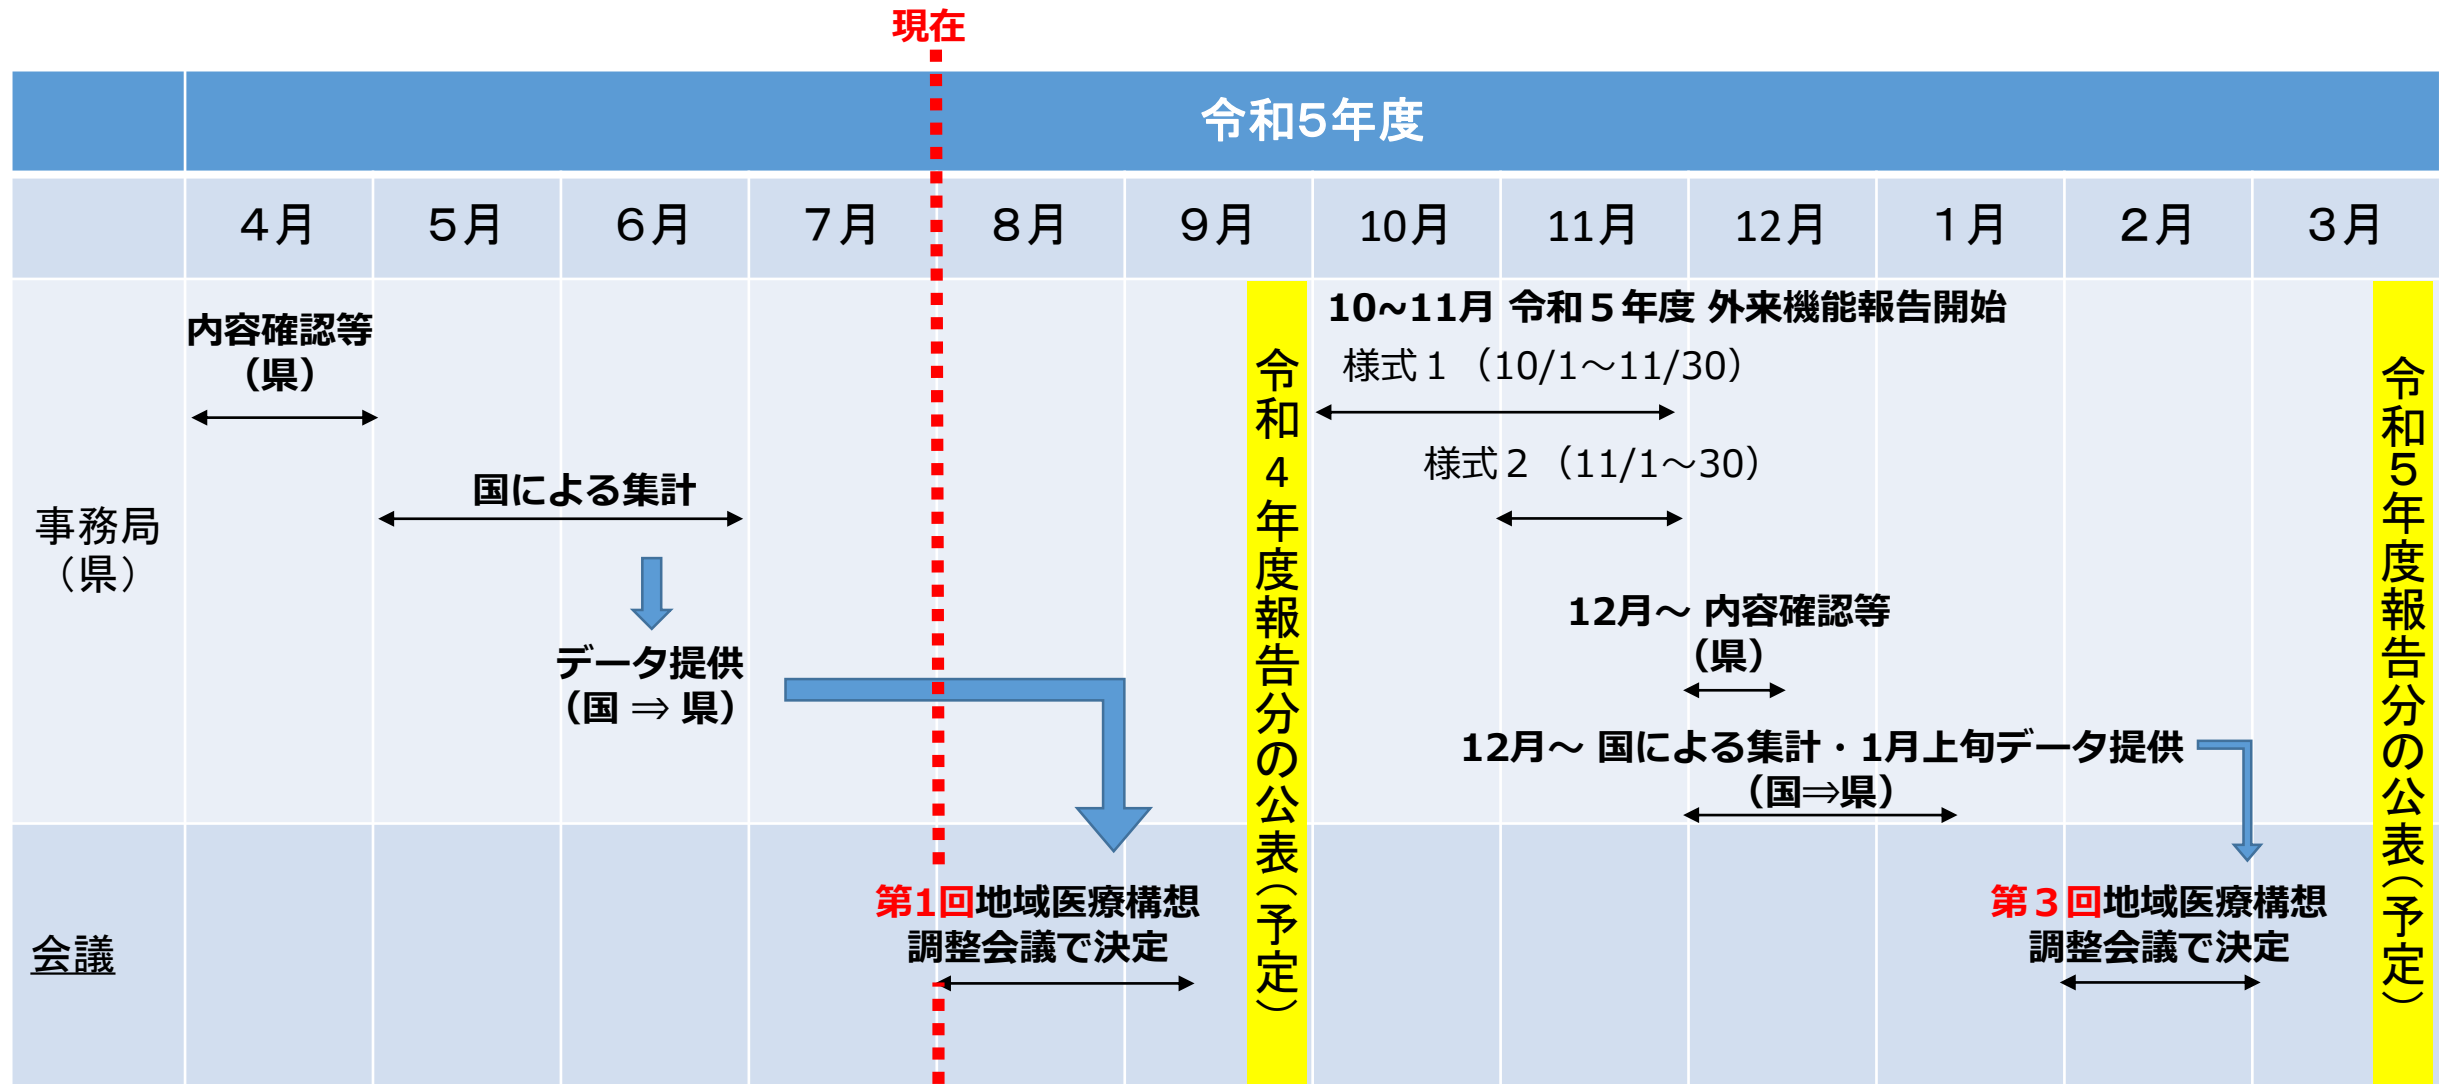 現在
令和5年度
4月
5月
6月
7月
8月
9月
10月
11月
12月
1月
2月
3月
事務局
（県）
内容確認等
（県）
国による集計
データ提供
（国 ⇒ 県）
令和4年度報告分の公表（予定）
10~11月 令和５年度 外来機能報告開始
様式１（10/1～11/30）
様式２（11/1～30）
12月～ 内容確認等
（県）
12月～ 国による集計・1月上旬データ提供
（国⇒県）
令和5年度報告分の公表（予定）
会議
第1回地域医療構想
調整会議で決定
第３回地域医療構想
調整会議で決定